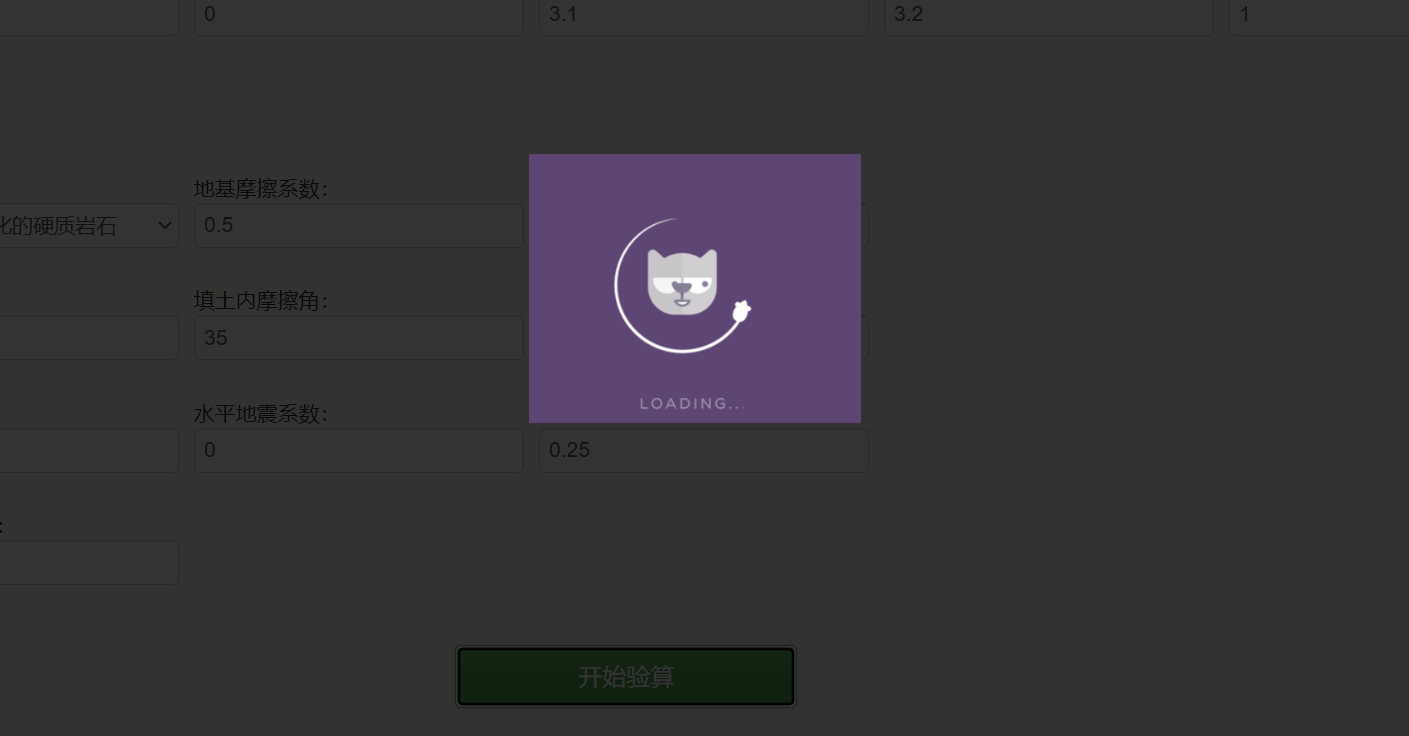 0 3.1 3.2 1
地基摩擦系数:
化的硬质岩石 0.5
填土内摩擦角:
35
水平地震系数:
0 0.25
:
LOADING...
开始验算